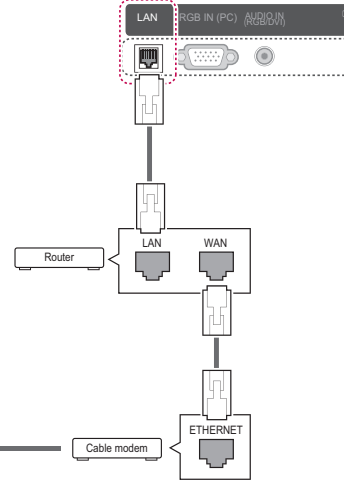 LAN
RGB IN (PC)
AUDIO IN
(RGB/DVI)
LAN
WAN
Router
ETHERNET
Cable modem